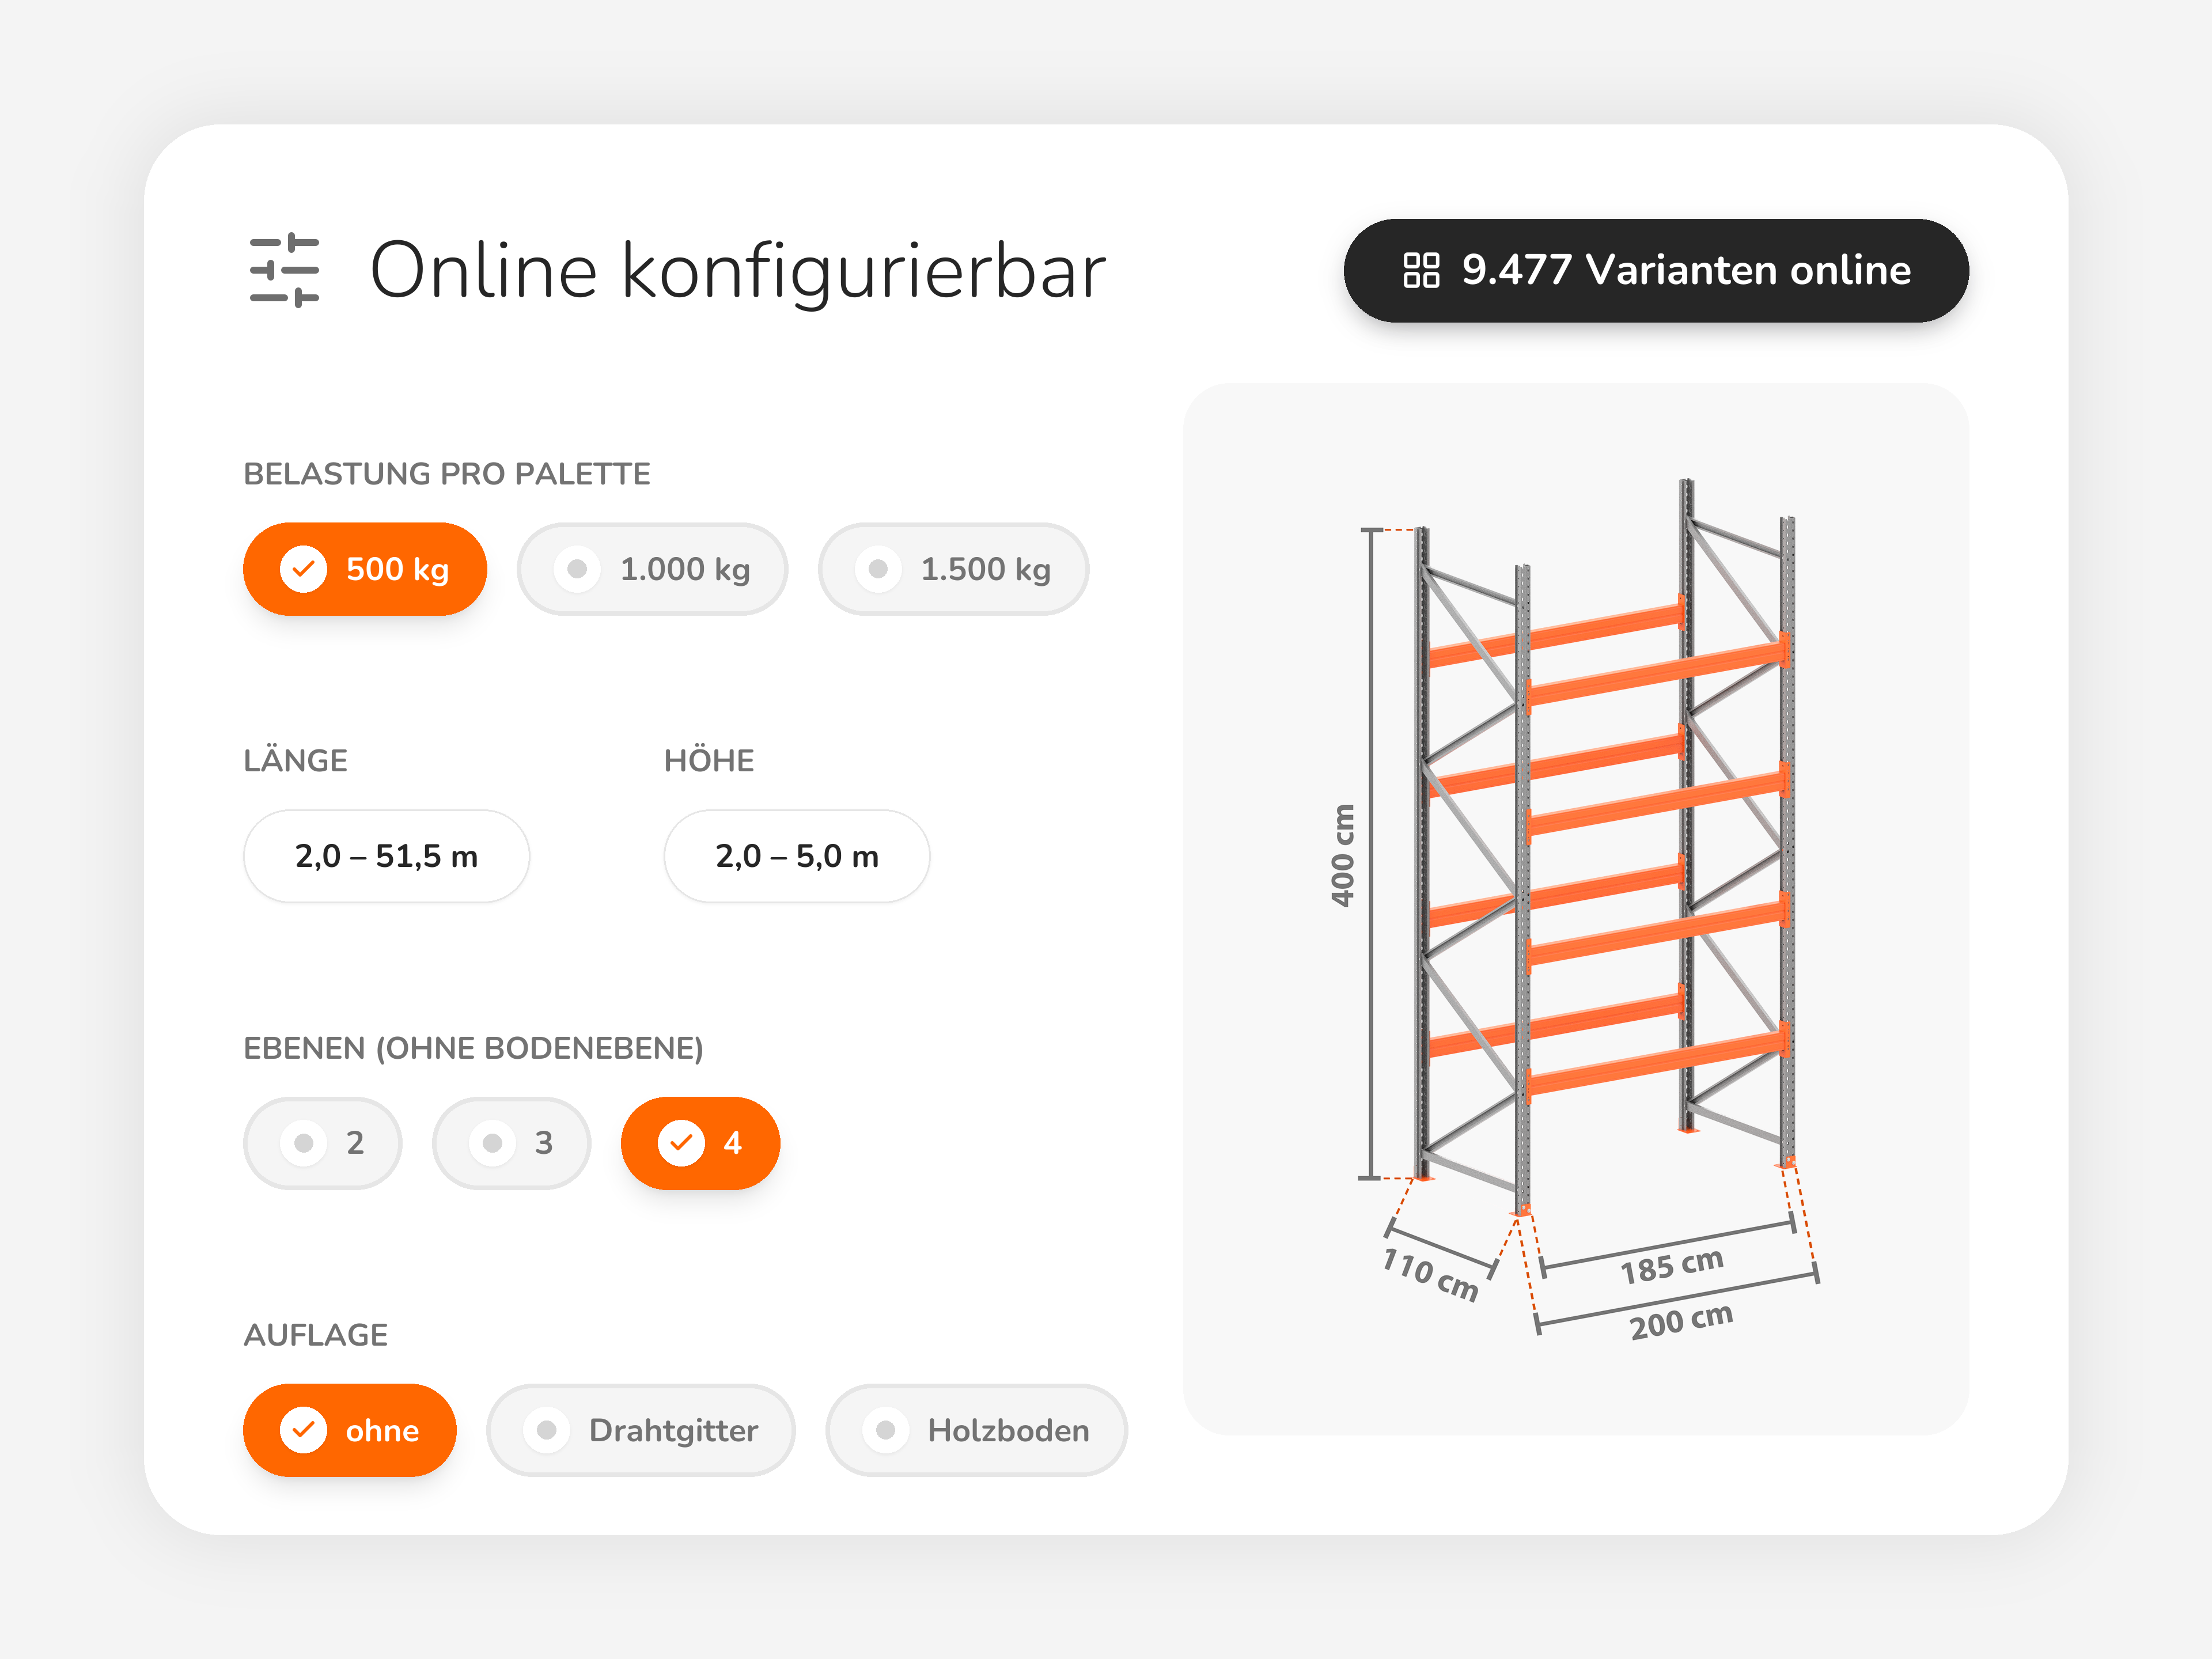 Online konfigurierbar
9.477 Varianten online
BELASTUNG PRO PALETTE
500 kg
1.000 kg
1.500 kg
LÄNGE
HÖHE
2,0 – 51,5 m
2,0 – 5,0 m
EBENEN (OHNE BODENEBENE)
2
3
4
AUFLAGE
ohne
Drahtgitter
Holzboden
400 cm
110 cm
185 cm
200 cm